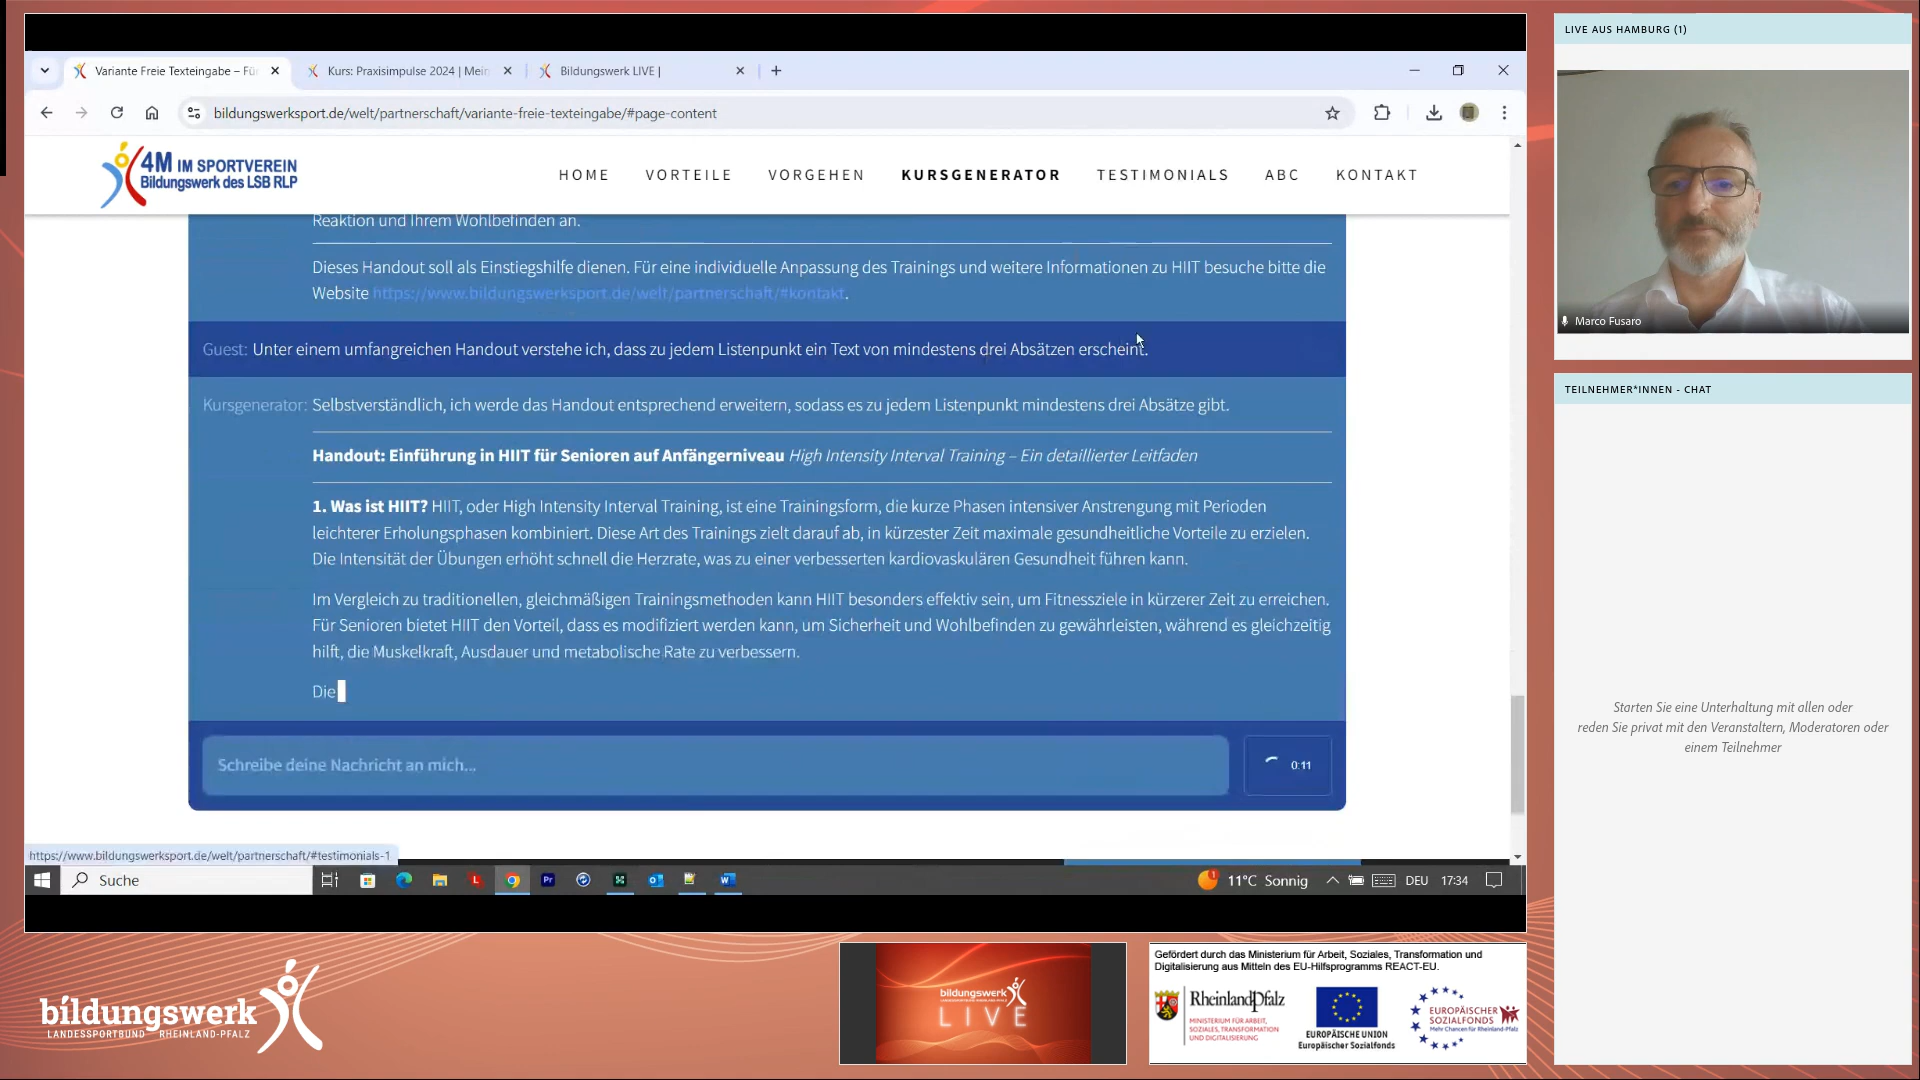 Variante Freie Texteingabe – Fü
Kurs: Praxisimpulse 2024 | Mein
Bildungswerk LIVE |
bildungswerksport.de/welt/partnerschaft/variante-freie-texteingabe/#page-content
4M IM SPORTVEREIN
Bildungswerk des LSB RLP
HOME VORTEILE VORGEHEN KURSGENERATOR TESTIMONIALS ABC KONTAKT
Reaktion und Ihrem Wohlbefinden an.
Dieses Handout soll als Einstiegshilfe dienen. Für eine individuelle Anpassung des Trainings und weitere Informationen zu HIIT besuche bitte die
Website https://www.bildungswerksport.de/welt/partnerschaft/#kontakt.
Guest: Unter einem umfangreichen Handout verstehe ich, dass zu jedem Listenpunkt ein Text von mindestens drei Absätzen erscheint.
Kursgenerator: Selbstverständlich, ich werde das Handout entsprechend erweitern, sodass es zu jedem Listenpunkt mindestens drei Absätze gibt.
Handout: Einführung in HIIT für Senioren auf Anfängerniveau High Intensity Interval Training – Ein detaillierter Leitfaden
1. Was ist HIIT? HIIT, oder High Intensity Interval Training, ist eine Trainingsform, die kurze Phasen intensiver Anstrengung mit Perioden
leichterer Erholungsphasen kombiniert. Diese Art des Trainings zielt darauf ab, in kürzester Zeit maximale gesundheitliche Vorteile zu erzielen.
Die Intensität der Übungen erhöht schnell die Herzrate, was zu einer verbesserten kardiovaskulären Gesundheit führen kann.
Im Vergleich zu traditionellen, gleichmäßigen Trainingsmethoden kann HIIT besonders effektiv sein, um Fitnessziele in kürzerer Zeit zu erreichen.
Für Senioren bietet HIIT den Vorteil, dass es modifiziert werden kann, um Sicherheit und Wohlbefinden zu gewährleisten, während es gleichzeitig
hilft, die Muskelkraft, Ausdauer und metabolische Rate zu verbessern.
Die
Schreibe deine Nachricht an mich...
0:11
https://www.bildungswerksport.de/welt/partnerschaft/#testimonials-1
Suche
11°C Sonnig
DEU
17:34
LIVE AUS HAMBURG (1)
Marco Fusaro
TEILNEHMER*INNEN - CHAT
Starten Sie eine Unterhaltung mit allen oder
reden Sie privat mit den Veranstaltern, Moderatoren oder
einem Teilnehmer
bildungswerk
LANDESSPORTBUND RHEINLAND-PFALZ
bildungswerk
LIVE
Gefördert durch das Ministerium für Arbeit, Soziales, Transformation und
Digitalisierung aus Mitteln des EU-Hilfsprogramms REACT-EU.
RheinlandPfalz
MINISTERIUM FÜR ARBEIT,
SOZIALES, TRANSFORMATION
UND DIGITALISIERUNG
EUROPÄISCHE UNION
Europäischer Sozialfonds
EUROPÄISCHER
SOZIALFONDS
Mehr Chancen für Rheinland-Pfalz